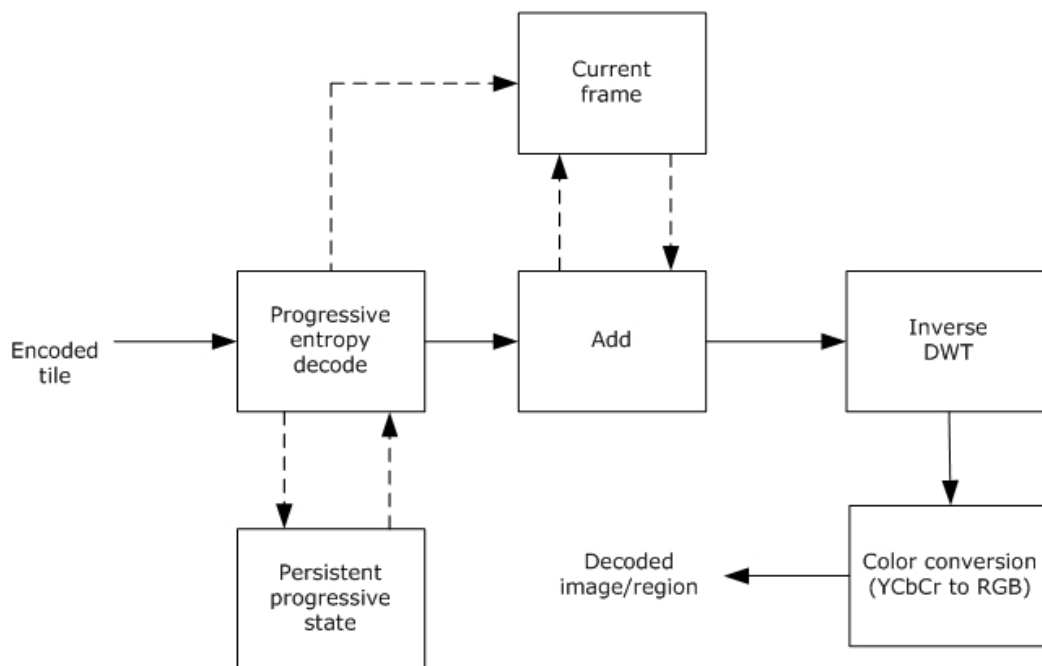 Current
frame
Encoded
tile
Progressive
entropy
decode
Add
Inverse
DWT
Persistent
progressive
state
Decoded
image/region
Color conversion
(YCbCr to RGB)